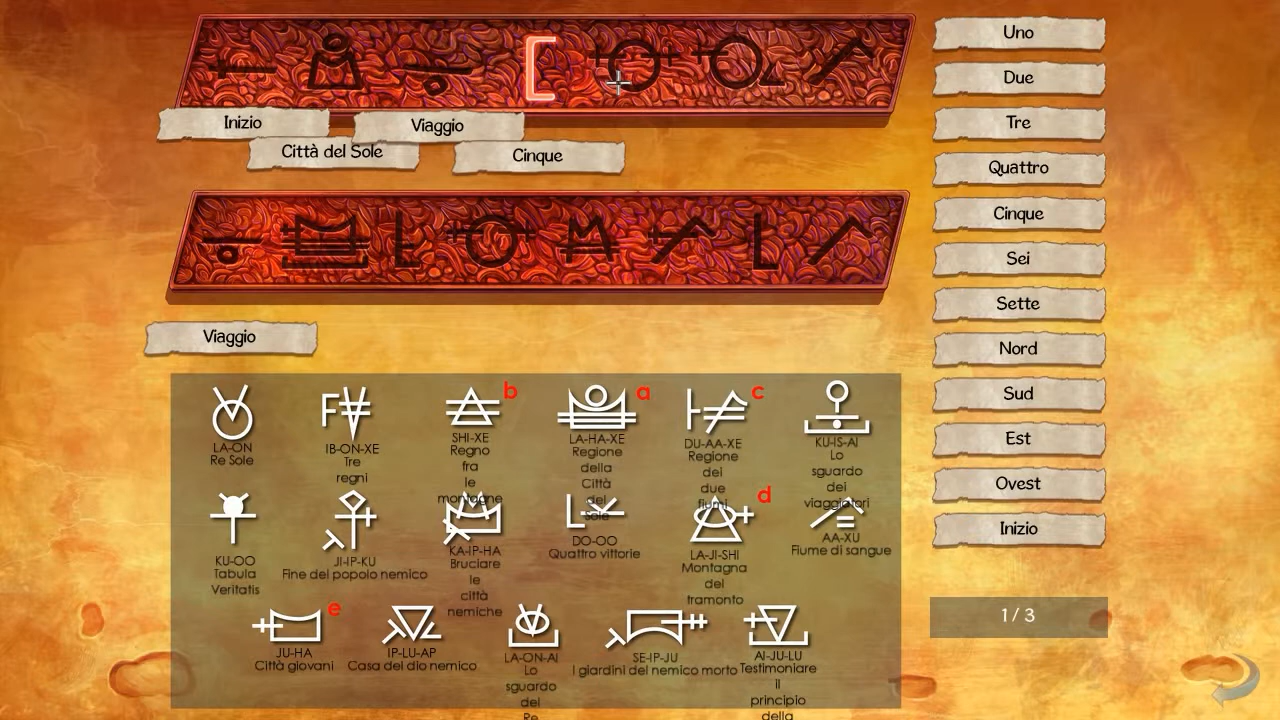 Uno
Due
Tre
Quattro
Cinque
Sei
Sette
Nord
Sud
Est
Ovest
Inizio
Inizio
Viaggio
Città del Sole
Cinque
Viaggio
b
a
c
LA-ON
Re Sole
IB-ON-XE
Tre
regni
SHI-XE
Regno
fra
le
montagne
LA-HA-XE
Regione
della
Città
del
Sole
DU-AA-XE
Regione
dei
due
fiumi
KU-IS-AI
Lo
sguardo
dei
viaggiatori
d
KU-OO
Tabula
Veritatis
JI-IP-KU
Fine del popolo nemico
KA-IP-HA
Bruciare
le
città
nemiche
DO-OO
Quattro vittorie
LA-JI-SHI
Montagna
del
tramonto
AA-XU
Fiume di sangue
e
JU-HA
Città giovani
IP-LU-AP
Casa del dio nemico
LA-ON-AI
Lo
sguardo
del
Re
SE-IP-JU
I giardini del nemico morto
AI-JU-LU
Testimoniare
il
principio
della
1/3